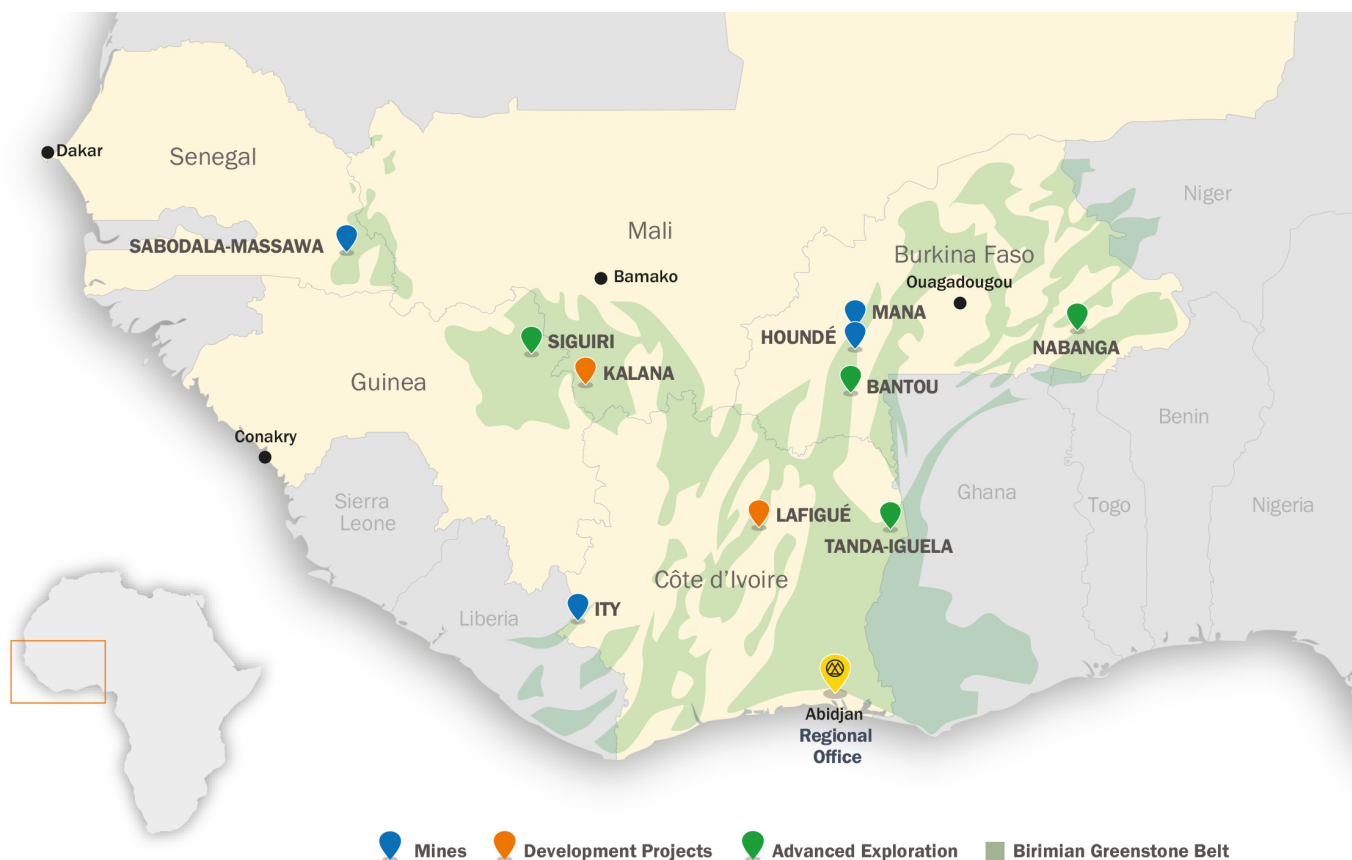 Dakar
Senegal
Niger
SABODALA-MASSAWA
Mali
Burkina Faso
Bamako
Ouagadougou
MANA
HOUNDÉ
SIGUIRI
NABANGA
KALANA
Guinea
BANTOU
Benin
Conakry
Sierra
Leone
Ghana
Togo
Nigeria
LAFIGUÉ
TANDA-IGUELA
Côte d’Ivoire
ITY
Liberia
Abidjan
Regional
Office
Mines
Development Projects
Advanced Exploration
Birimian Greenstone Belt